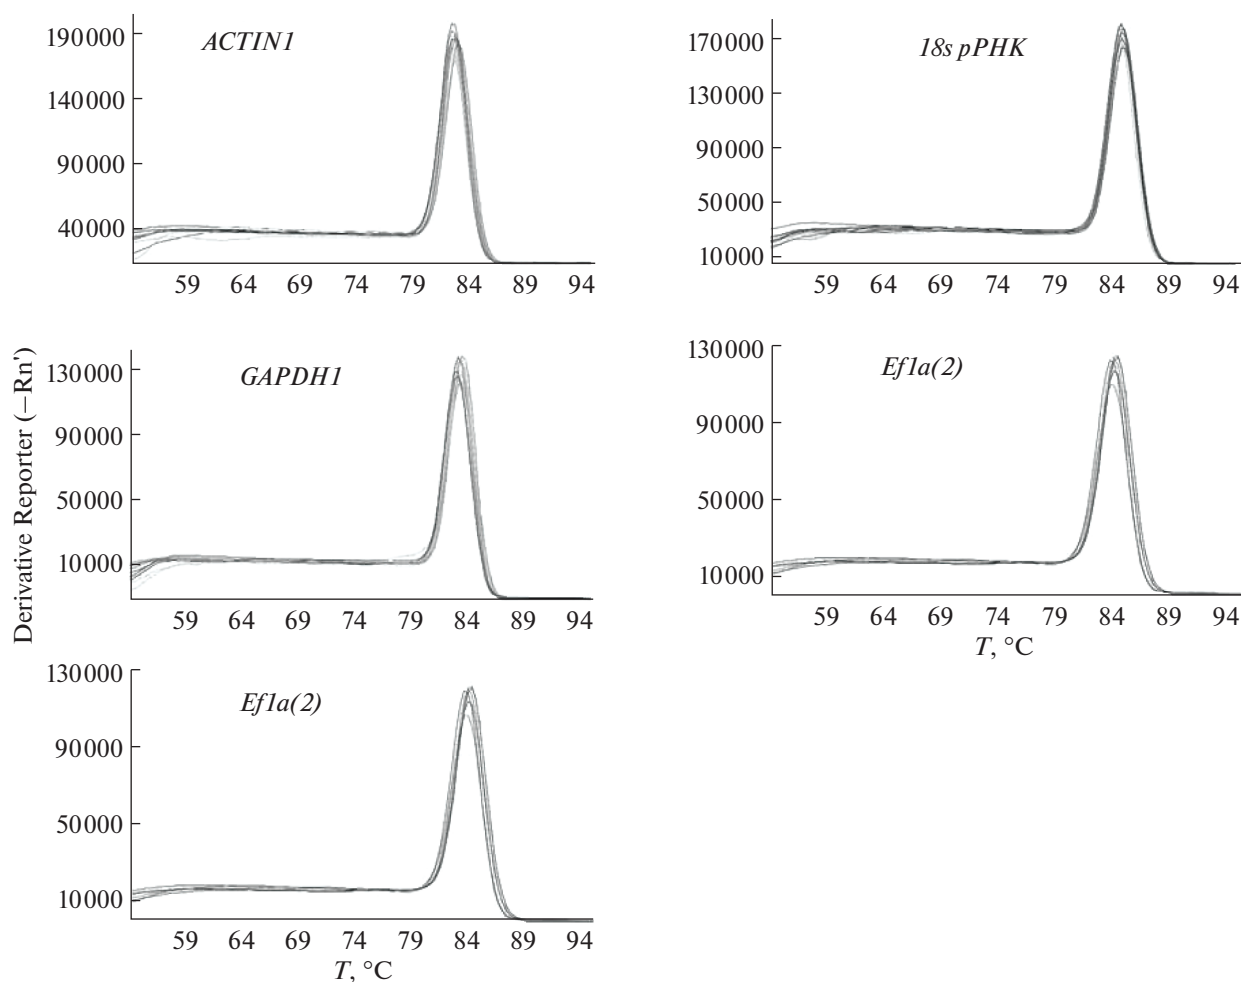 190000
140000
90000
40000
ACTIN1
59 64 69 74 79 84 89 94
170000
130000
90000
50000
10000
18s pPHK
59 64 69 74 79 84 89 94
Derivative Reporter (−Rn')
130000
90000
50000
10000
GAPDH1
59 64 69 74 79 84 89 94
130000
90000
50000
10000
Ef1a(2)
59 64 69 74 79 84 89 94
T, °C
130000
90000
50000
10000
Ef1a(2)
59 64 69 74 79 84 89 94
T, °C